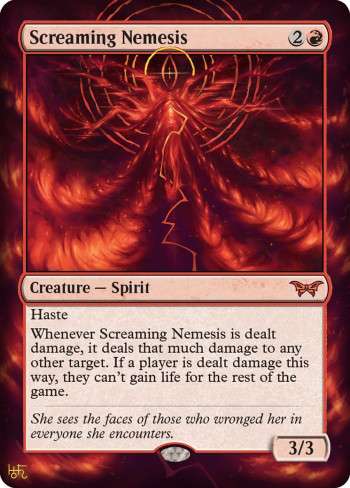 Screaming Nemesis 2
Creature — Spirit
Haste
Whenever Screaming Nemesis is dealt
damage, it deals that much damage to any
other target. If a player is dealt damage
this way, they can't gain life for the rest of the
game.
She sees the faces of those who wronged her in
everyone she encounters.
3/3